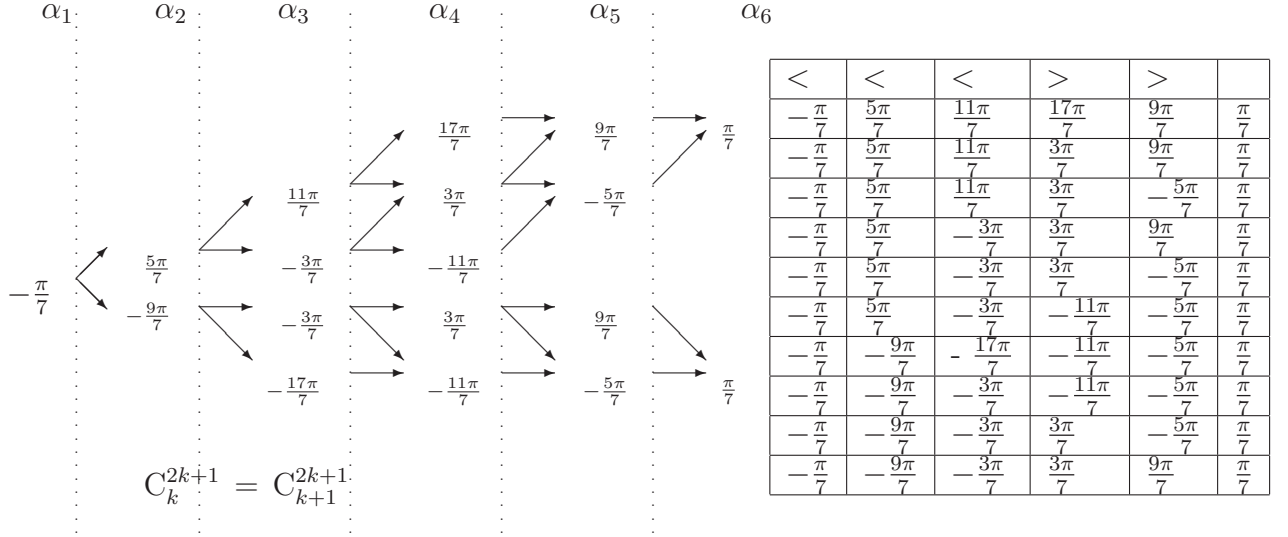 α₁ α₂ α₃ α₄ α₅ α₆
17π/7 9π/7 π/7
11π/7 3π/7 −5π/7
5π/7 −3π/7 −11π/7
−π/7
−9π/7 −3π/7 3π/7 9π/7
−17π/7 −11π/7 −5π/7 π/7
C_k^{2k+1} = C_{k+1}^{2k+1}
< < < > >
−π/7 5π/7 11π/7 17π/7 9π/7 π/7
−π/7 5π/7 11π/7 3π/7 9π/7 π/7
−π/7 5π/7 11π/7 3π/7 −5π/7 π/7
−π/7 5π/7 −3π/7 3π/7 9π/7 π/7
−π/7 5π/7 −3π/7 3π/7 −5π/7 π/7
−π/7 5π/7 −3π/7 −11π/7 −5π/7 π/7
−π/7 −9π/7 - 17π/7 −11π/7 −5π/7 π/7
−π/7 −9π/7 −3π/7 −11π/7 −5π/7 π/7
−π/7 −9π/7 −3π/7 3π/7 −5π/7 π/7
−π/7 −9π/7 −3π/7 3π/7 9π/7 π/7